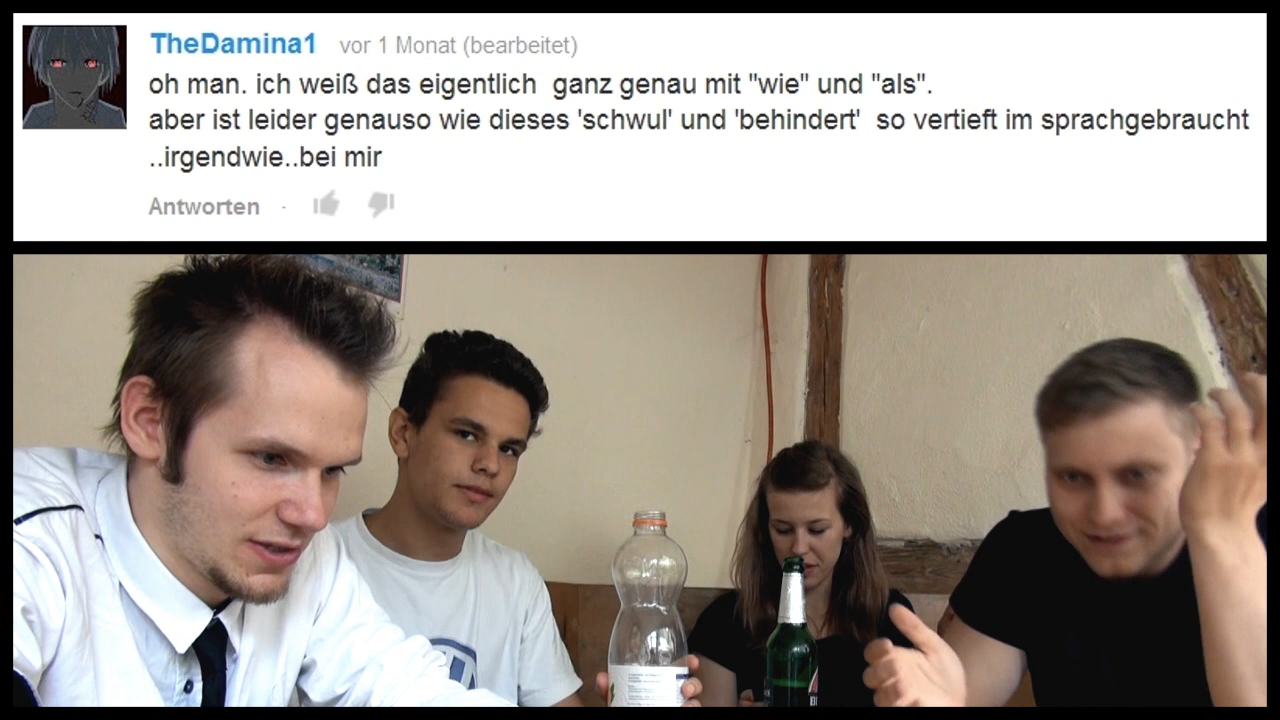 TheDamina1 vor 1 Monat (bearbeitet)
oh man. ich weiß das eigentlich ganz genau mit "wie" und "als".
aber ist leider genauso wie dieses 'schwul' und 'behindert' so vertieft im sprachgebraucht
..irgendwie..bei mir
Antworten ·